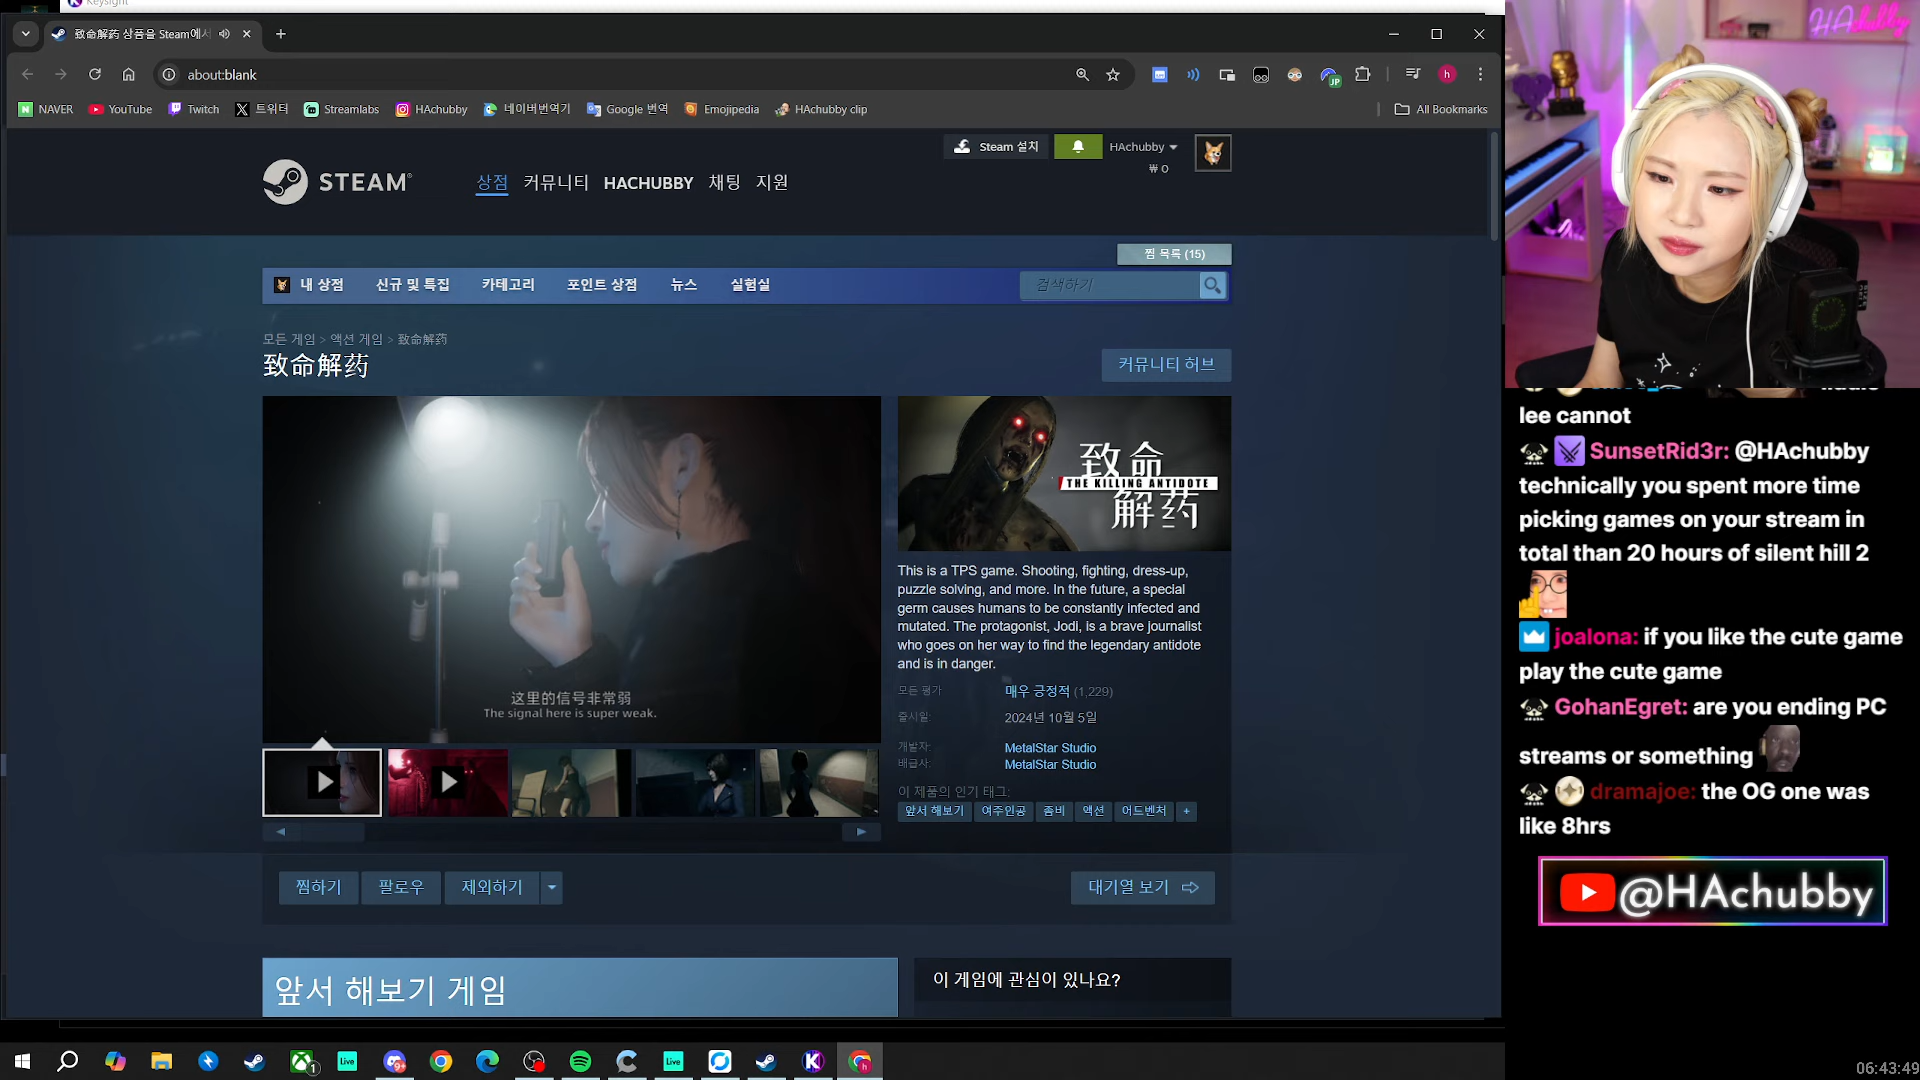 Keysight
致命解药 상품을 Steam에서
about:blank
NAVER YouTube Twitch 트위터 Streamlabs HAchubby 네이버번역기 Google 번역 Emojipedia HAchubby clip All Bookmarks
Steam 설치
HAchubby
₩ 0
STEAM
상점 커뮤니티 HACHUBBY 채팅 지원
찜 목록 (15)
내 상점 신규 및 특집 카테고리 포인트 상점 뉴스 실험실
검색하기
모든 게임 > 액션 게임 > 致命解药
致命解药
커뮤니티 허브
这里的信号非常弱
The signal here is super weak.
致命
THE KILLING ANTIDOTE
解药
This is a TPS game. Shooting, fighting, dress-up,
puzzle solving, and more. In the future, a special
germ causes humans to be constantly infected and
mutated. The protagonist, Jodi, is a brave journalist
who goes on her way to find the legendary antidote
and is in danger.
모든 평가 매우 긍정적 (1,229)
출시일: 2024년 10월 5일
개발자: MetalStar Studio
배급사: MetalStar Studio
이 제품의 인기 태그:
앞서 해보기 여주인공 좀비 액션 어드벤처 +
찜하기 팔로우 제외하기
대기열 보기
앞서 해보기 게임
이 게임에 관심이 있나요?
HAchubby
lee cannot
SunsetRid3r: @HAchubby
technically you spent more time
picking games on your stream in
total than 20 hours of silent hill 2
joalona: if you like the cute game
play the cute game
GohanEgret: are you ending PC
streams or something
dramajoe: the OG one was
like 8hrs
@HAchubby
06:43:49